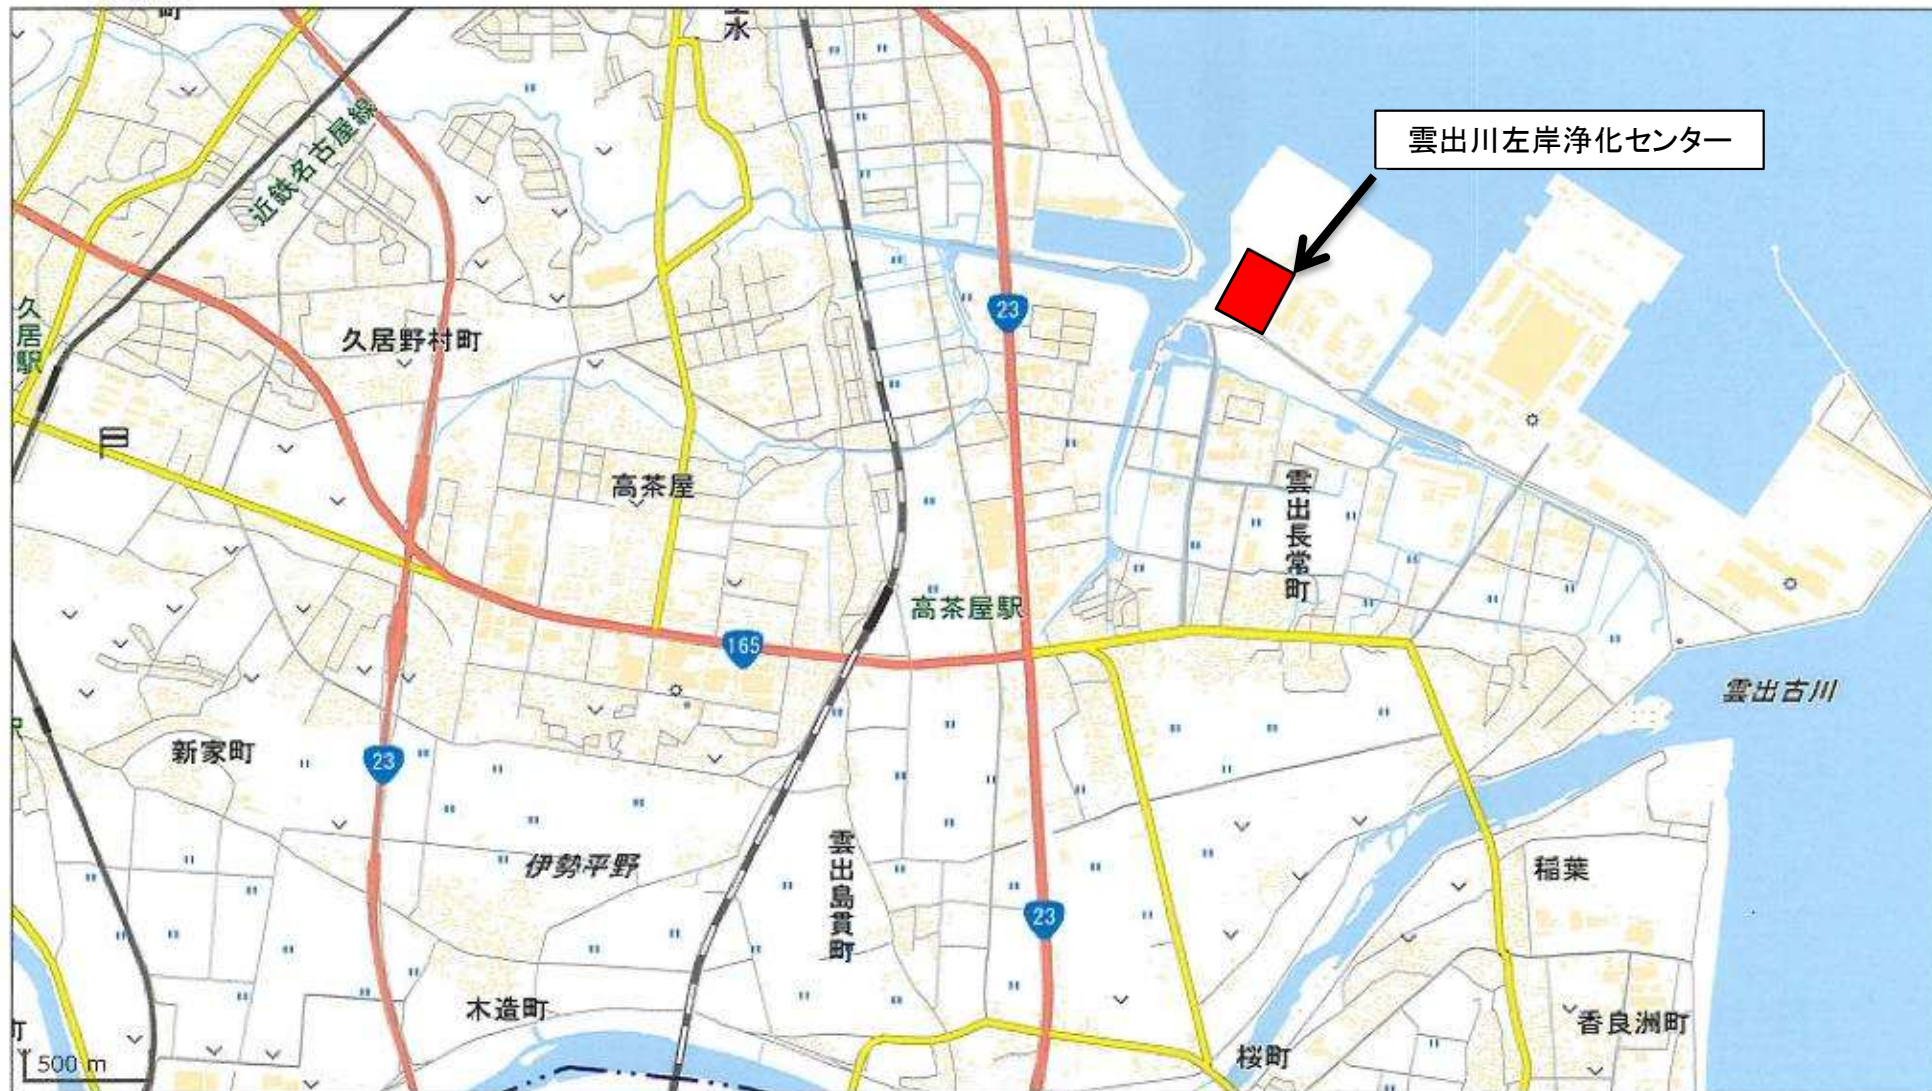 水
雲出川左岸浄化センター
近鉄名古屋線
23
久居駅
久居野村町
高茶屋
雲出長常町
高茶屋駅
165
雲出古川
新家町
23
伊勢平野
雲出島貫町
稲葉
23
木造町
香良洲町
桜町
町
500 m